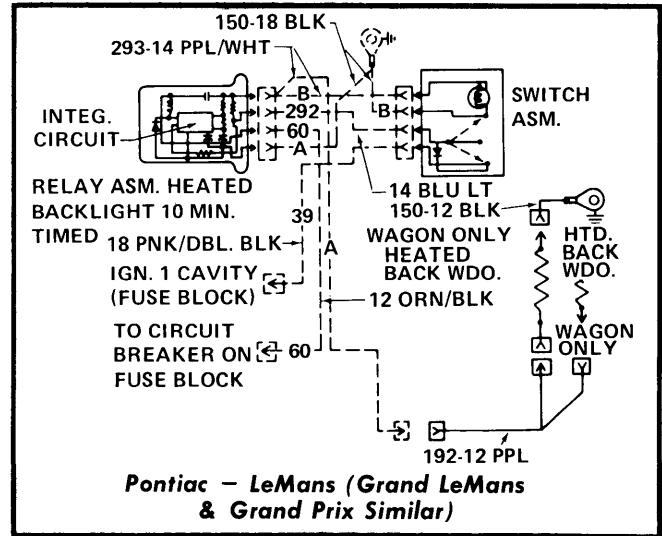 150-18 BLK
293-14 PPL/WHT
B
292
60
A
B
SWITCH
ASM.
INTEG.
CIRCUIT
RELAY ASM. HEATED
BACKLIGHT 10 MIN.
TIMED
14 BLU LT
150-12 BLK
39
A
18 PNK/DBL. BLK
WAGON ONLY
HEATED
BACK WDO.
HTD.
BACK
WDO.
IGN. 1 CAVITY
(FUSE BLOCK)
12 ORN/BLK
TO CIRCUIT
BREAKER ON
FUSE BLOCK
60
WAGON
ONLY
192-12 PPL
Pontiac – LeMans (Grand LeMans
& Grand Prix Similar)